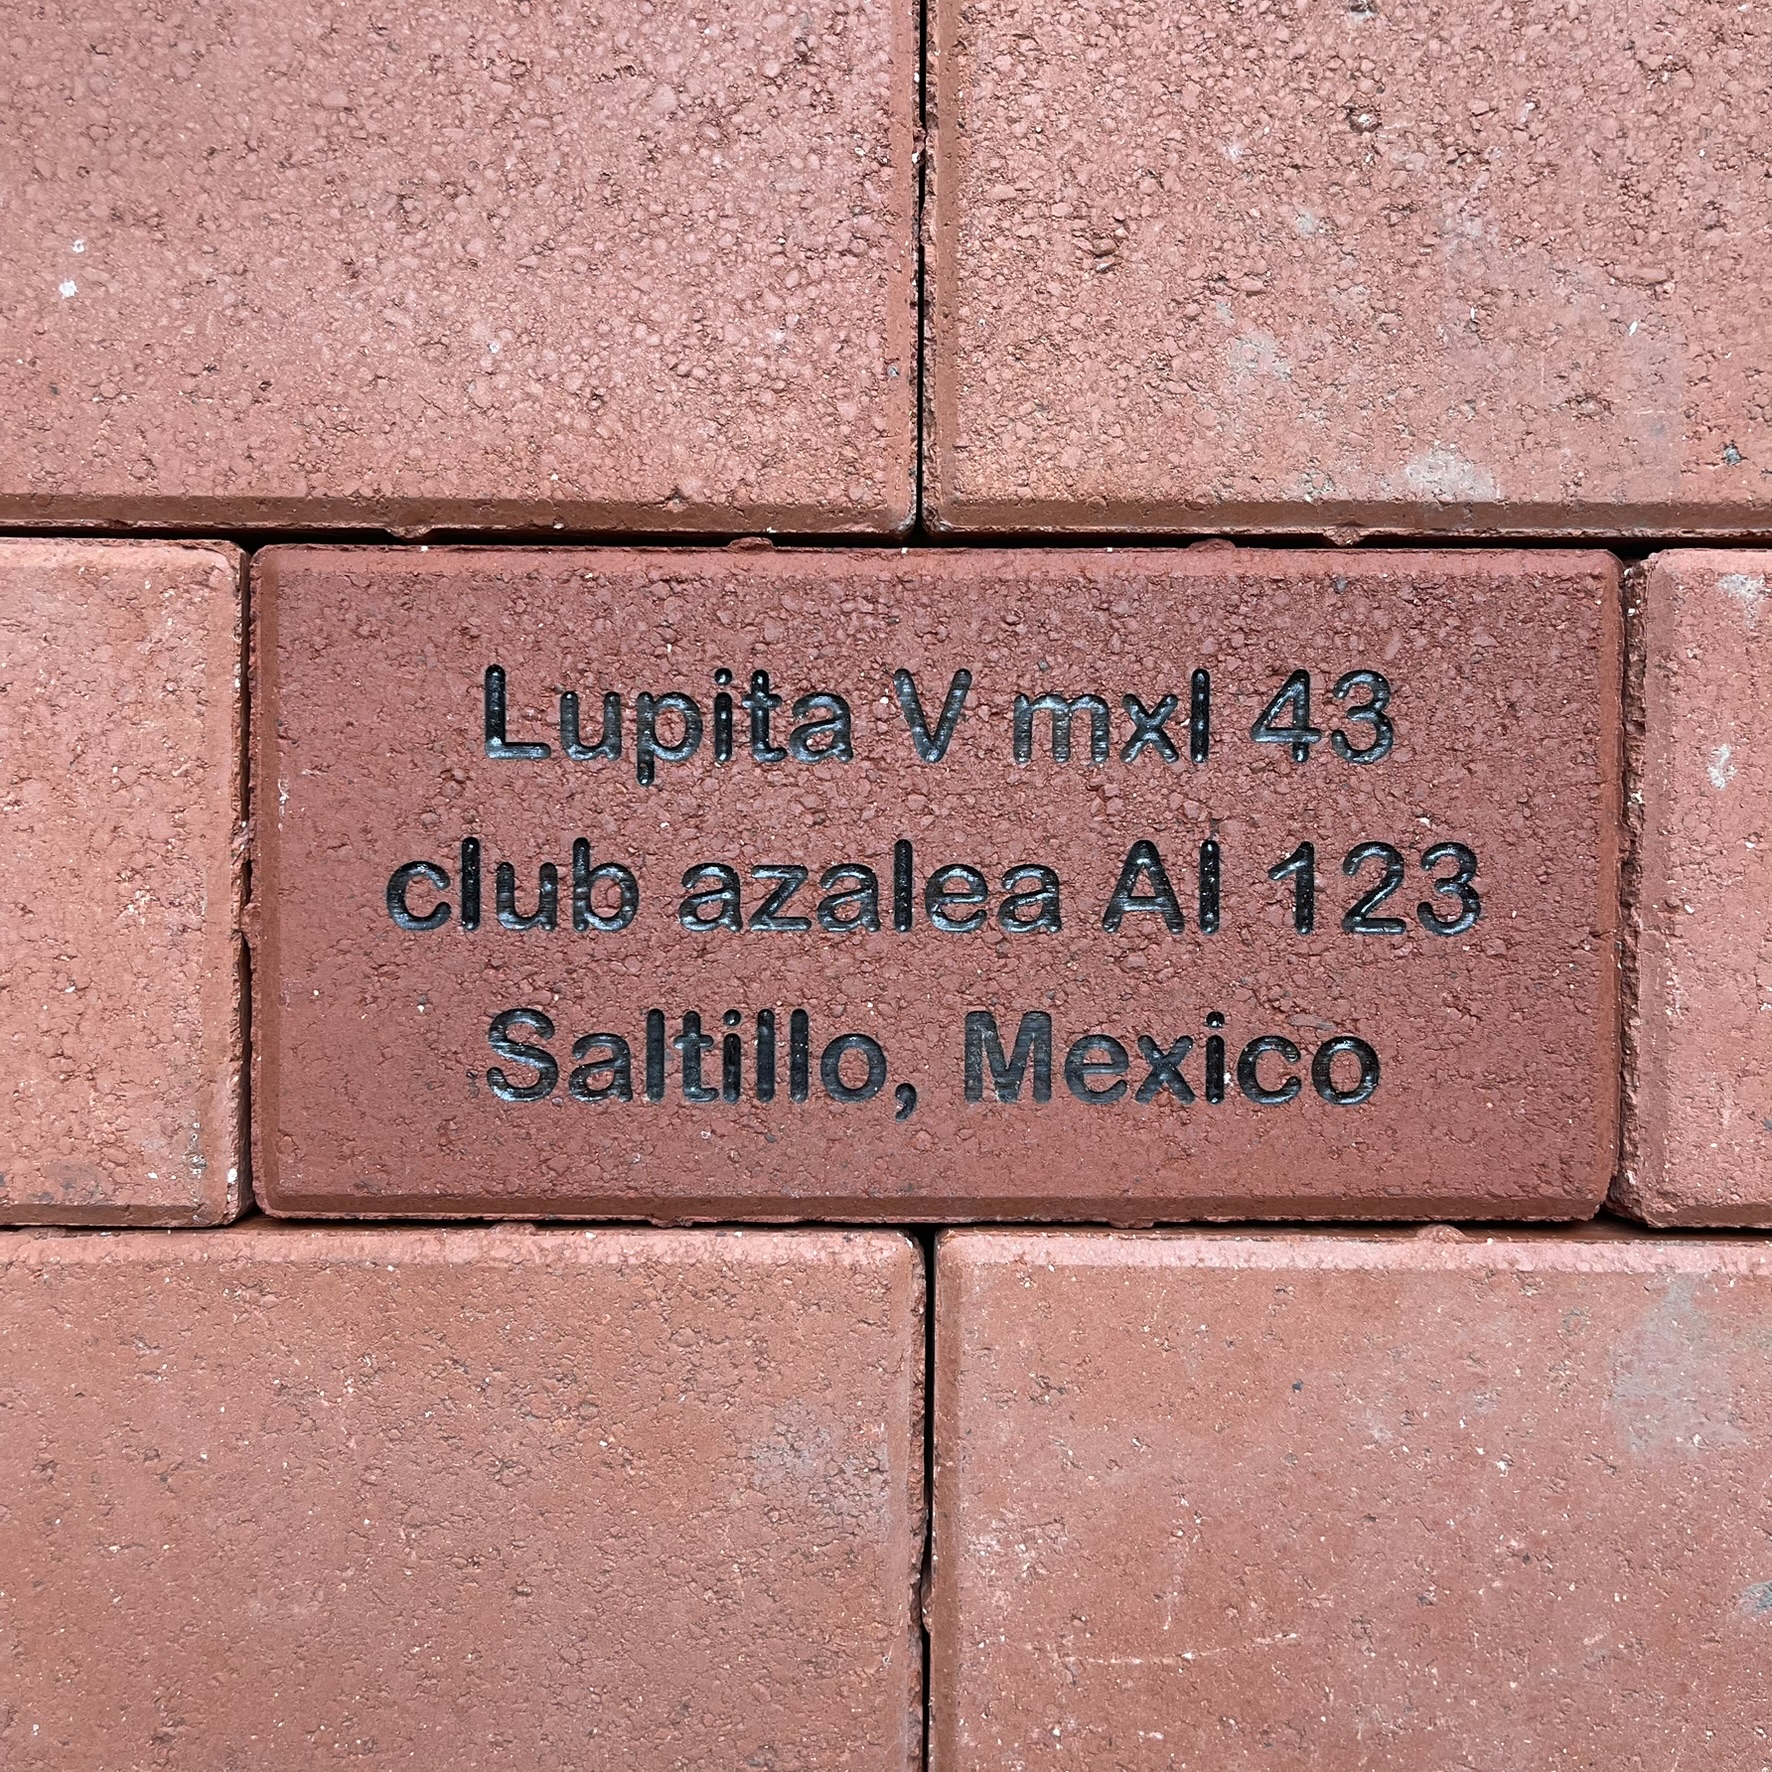 Lupita V mxl 43
club azalea Al 123
Saltillo, Mexico